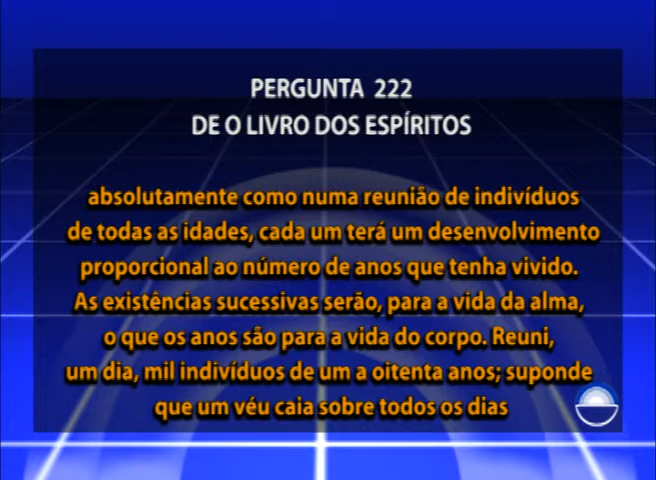 PERGUNTA 222
DE O LIVRO DOS ESPÍRITOS
absolutamente como numa reunião de indivíduos
de todas as idades, cada um terá um desenvolvimento
proporcional ao número de anos que tenha vivido.
As existências sucessivas serão, para a vida da alma,
o que os anos são para a vida do corpo. Reuni,
um dia, mil indivíduos de um a oitenta anos; suponde
que um véu caia sobre todos os dias